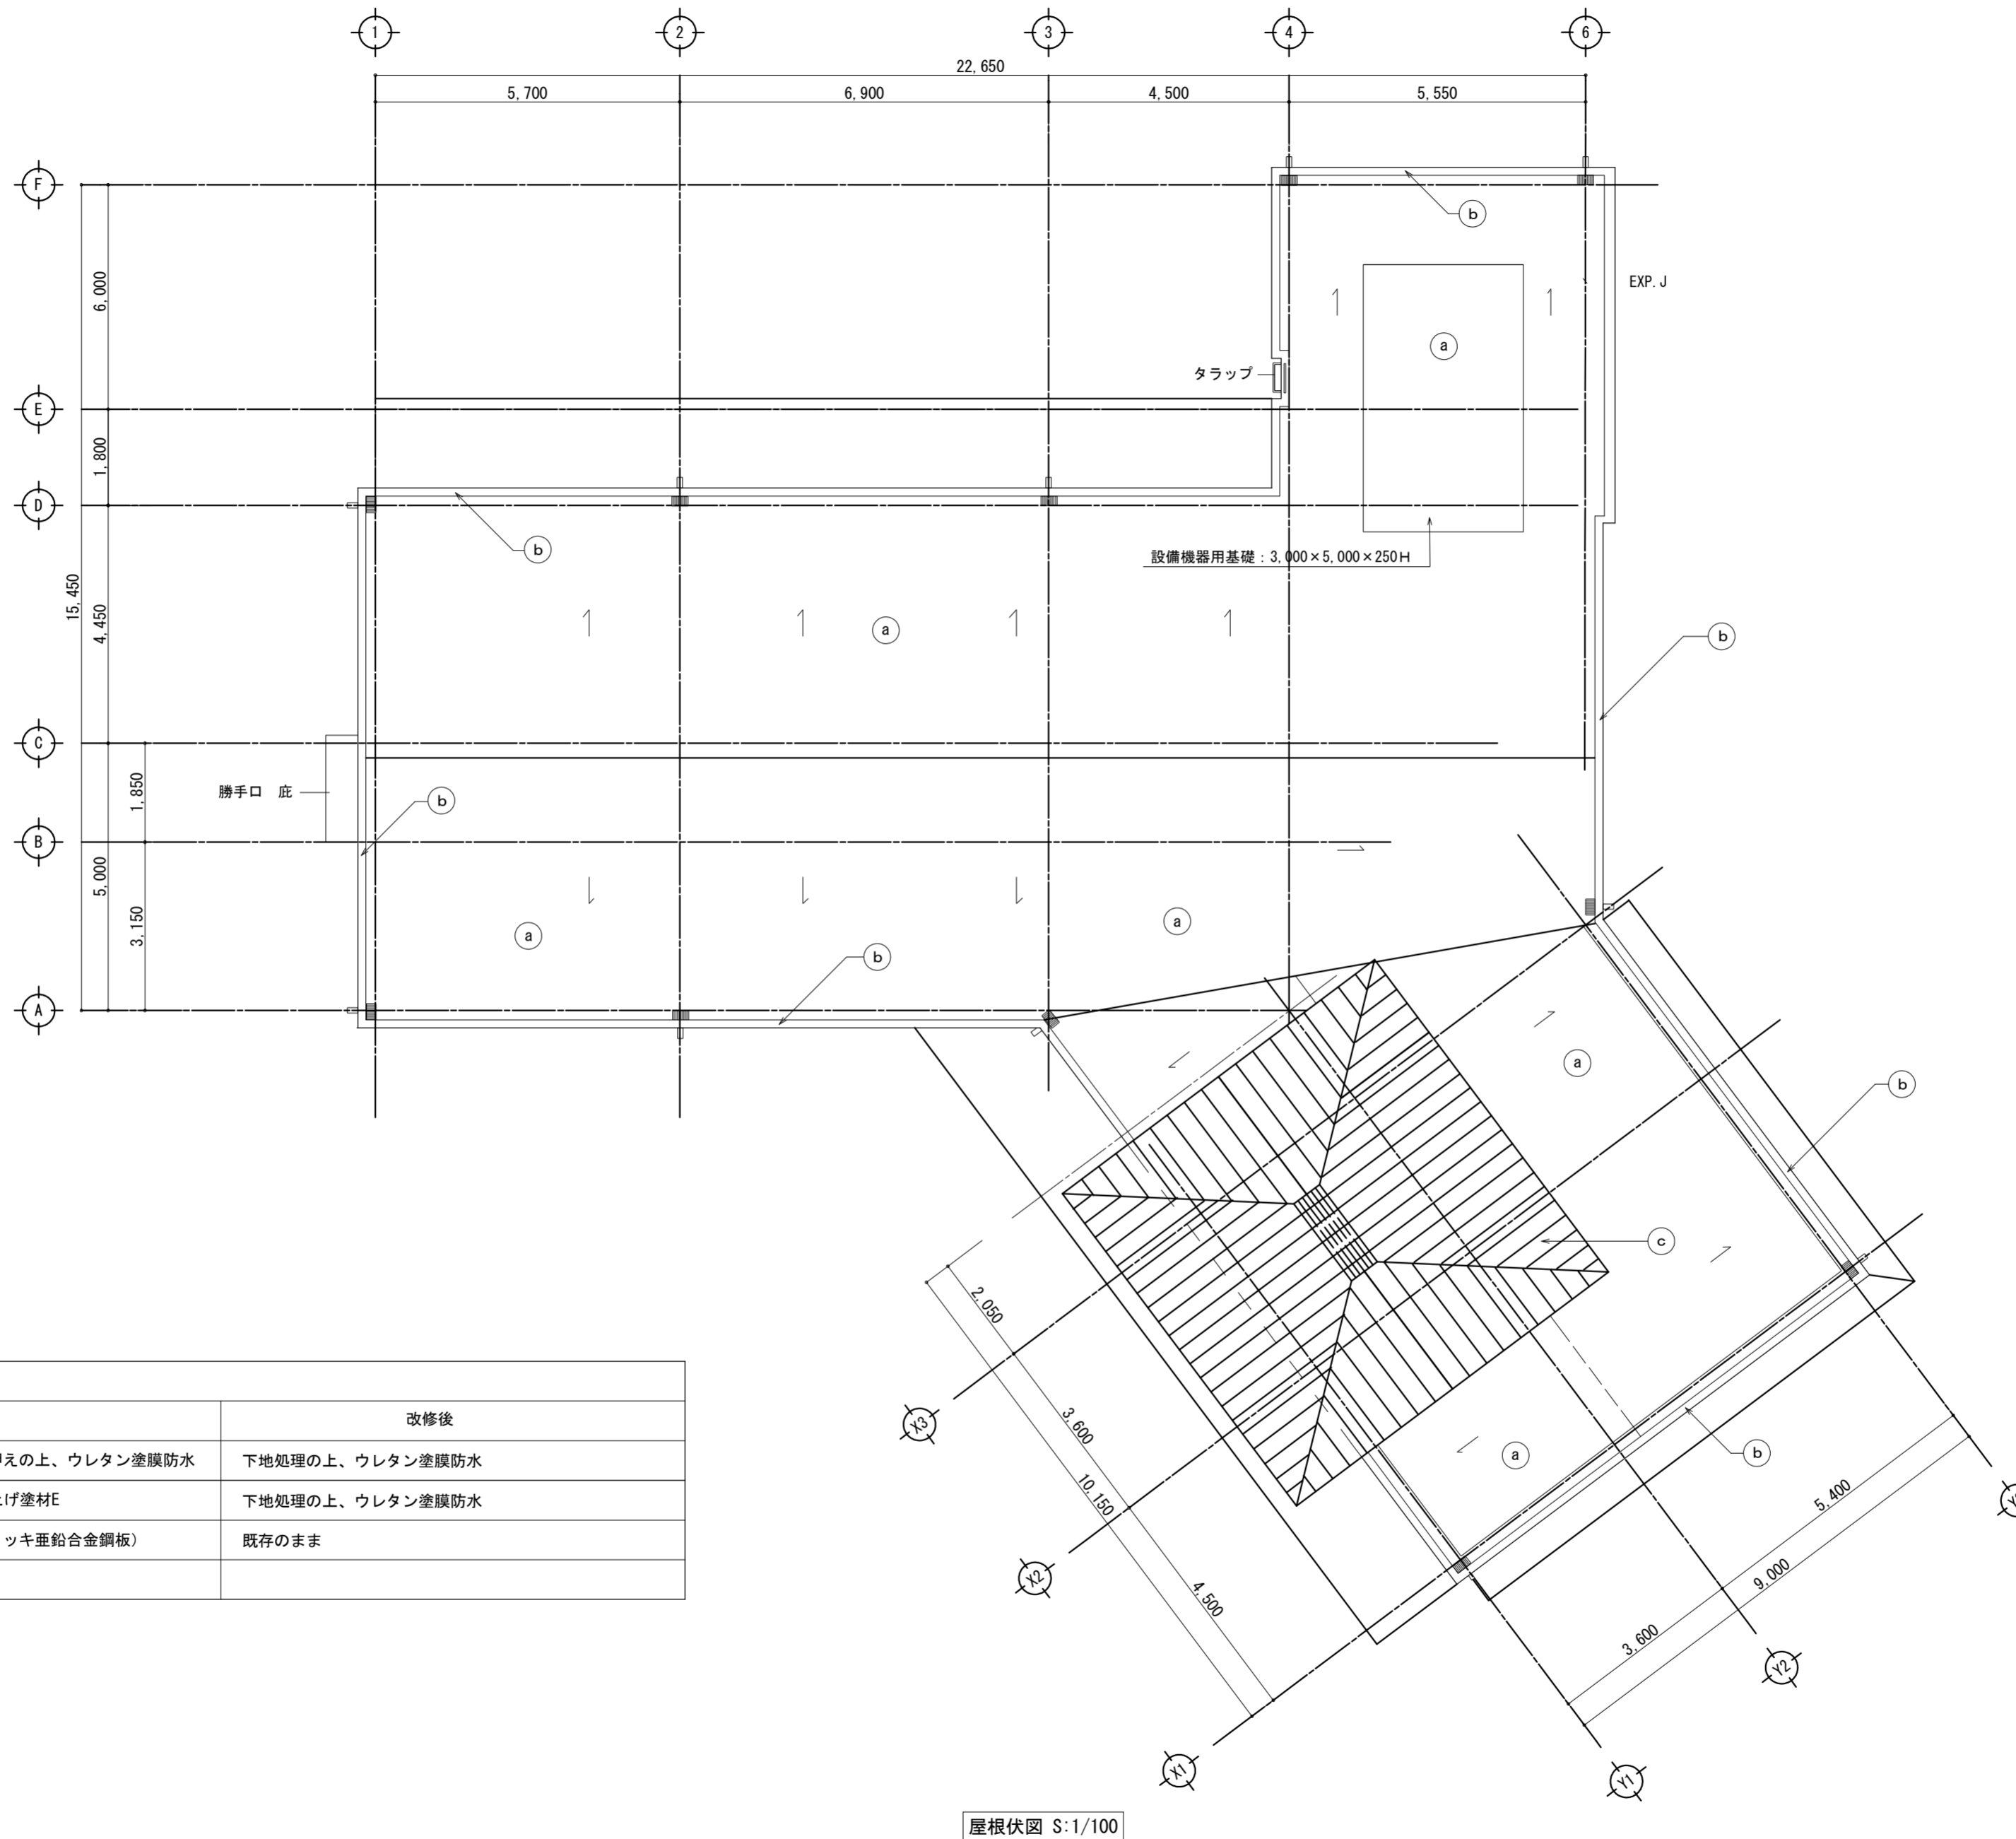 1
2
3
4
6
22,650
5,700
6,900
4,500
5,550
F
E
D
C
B
A
6,000
1,800
15,450
4,450
1,850
5,000
3,150
b
EXP.J
a
タラップ
b
設備機器用基礎：3,000×5,000×250H
a
b
勝手口 庇
b
a
a
b
a
b
c
2,050
3,600
10,150
4,500
a
b
5,400
9,000
3,600
X3
X2
X1
Y1
Y2
改修後
えの上、ウレタン塗膜防水
下地処理の上、ウレタン塗膜防水
げ塗材E
下地処理の上、ウレタン塗膜防水
ッキ亜鉛合金鋼板）
既存のまま
屋根伏図 S:1/100